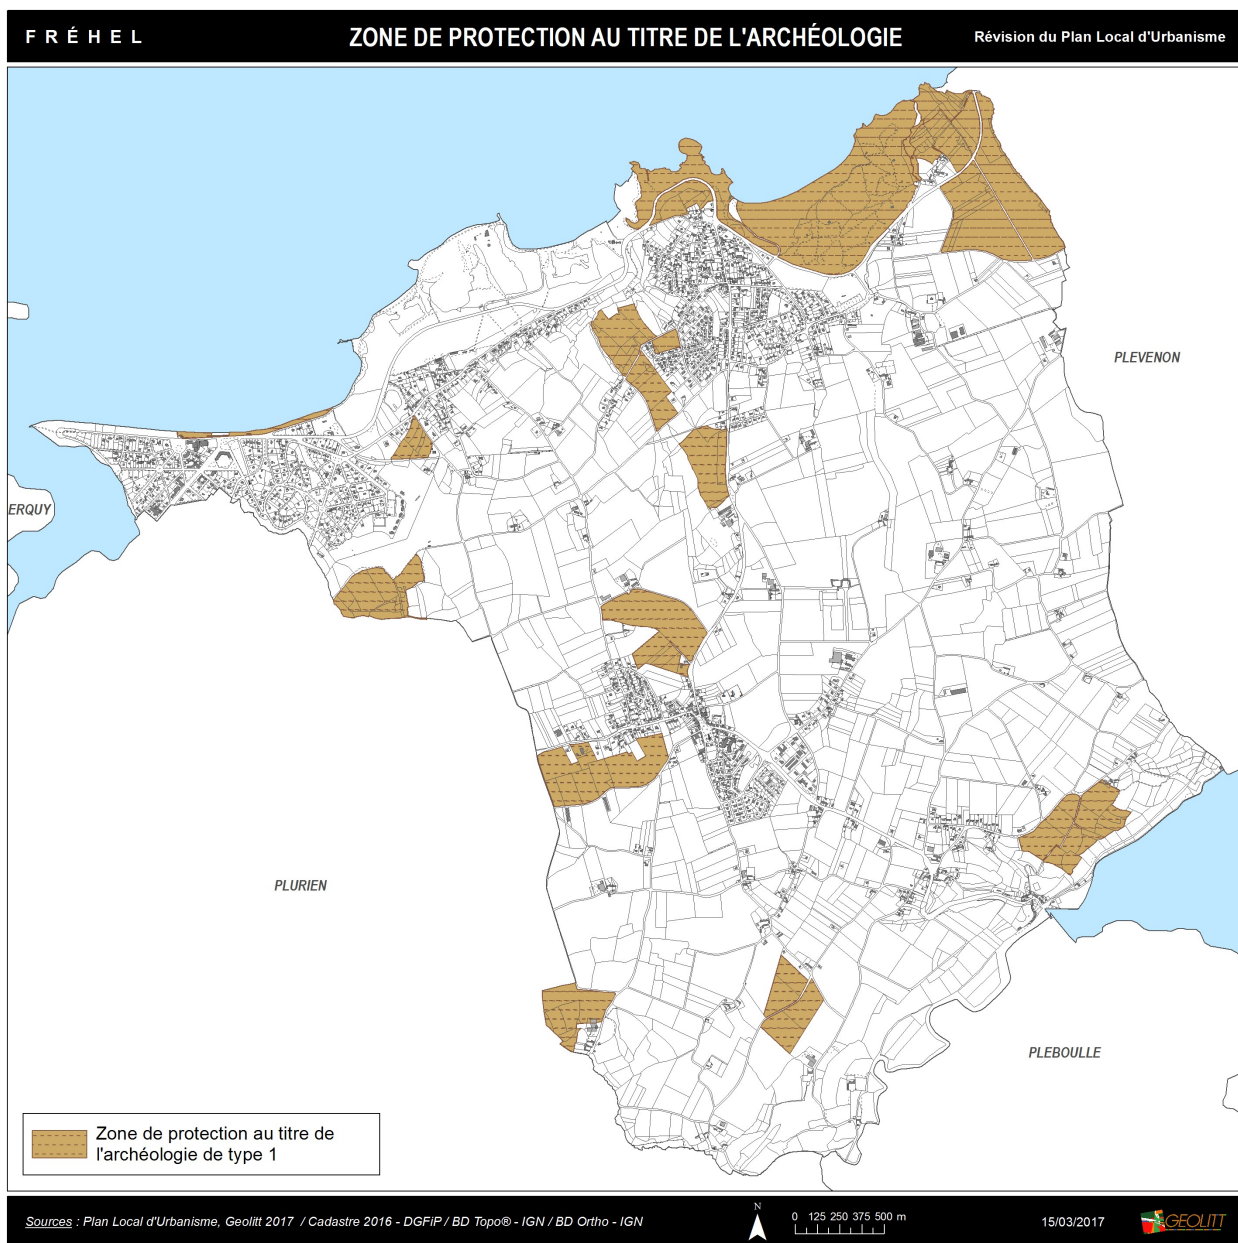 FRÉHEL
ZONE DE PROTECTION AU TITRE DE L'ARCHÉOLOGIE
Révision du Plan Local d'Urbanisme
PLEVENON
ERQUY
PLURIEN
PLEBOULLE
Zone de protection au titre de
l'archéologie de type 1
Sources : Plan Local d'Urbanisme, Geolitt 2017 / Cadastre 2016 - DGFiP / BD Topo® - IGN / BD Ortho - IGN
N
0 125 250 375 500 m
15/03/2017
GEOLITT